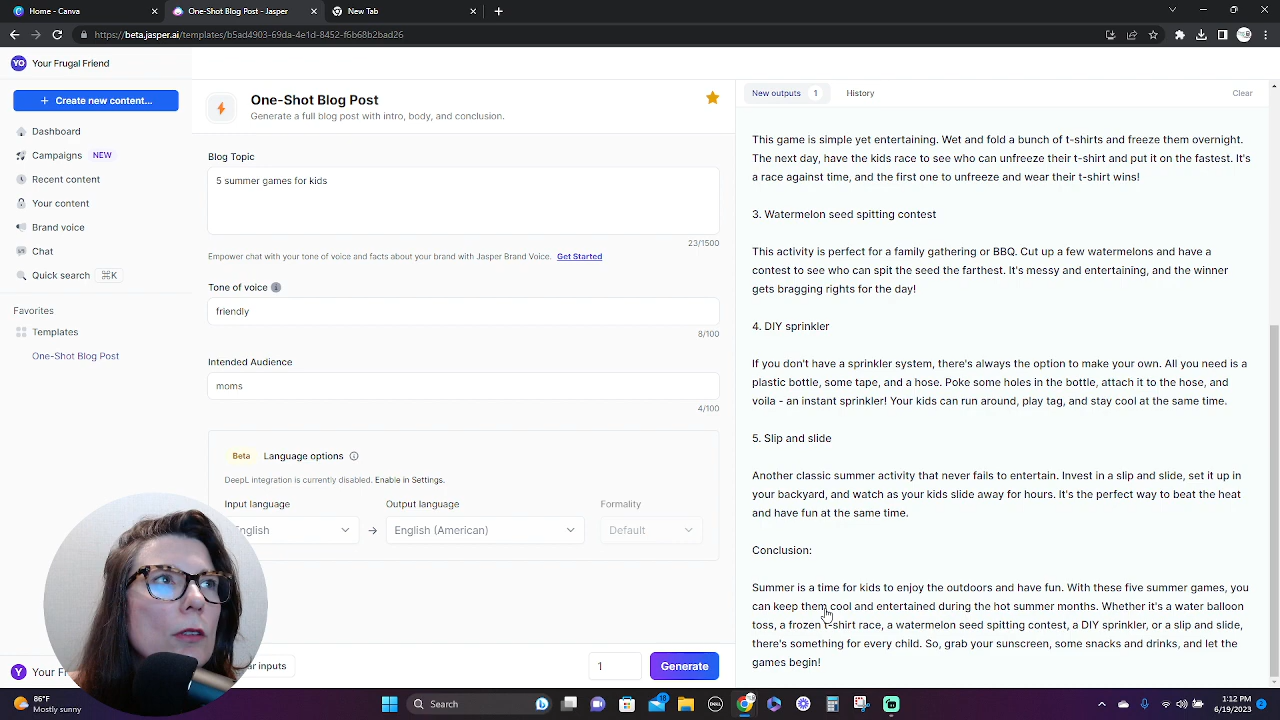 Home - Canva
One-Shot Blog Post - Jasper
New Tab
https://beta.jasper.ai/templates/b5ad4903-69da-4e1d-8452-f6b68b2bad26
YO Your Frugal Friend
+ Create new content...
Dashboard
Campaigns NEW
Recent content
Your content
Brand voice
Chat
Quick search ⌘K
Favorites
Templates
One-Shot Blog Post
One-Shot Blog Post
Generate a full blog post with intro, body, and conclusion.
Blog Topic
5 summer games for kids
23/1500
Empower chat with your tone of voice and facts about your brand with Jasper Brand Voice. Get Started
Tone of voice
friendly
8/100
Intended Audience
moms
4/100
Beta Language options
DeepL integration is currently disabled. Enable in Settings.
Input language Output language Formality
English → English (American) Default
inputs 1 Generate
New outputs 1 History Clear
This game is simple yet entertaining. Wet and fold a bunch of t-shirts and freeze them overnight.
The next day, have the kids race to see who can unfreeze their t-shirt and put it on the fastest. It's
a race against time, and the first one to unfreeze and wear their t-shirt wins!
3. Watermelon seed spitting contest
This activity is perfect for a family gathering or BBQ. Cut up a few watermelons and have a
contest to see who can spit the seed the farthest. It's messy and entertaining, and the winner
gets bragging rights for the day!
4. DIY sprinkler
If you don't have a sprinkler system, there's always the option to make your own. All you need is a
plastic bottle, some tape, and a hose. Poke some holes in the bottle, attach it to the hose, and
voila - an instant sprinkler! Your kids can run around, play tag, and stay cool at the same time.
5. Slip and slide
Another classic summer activity that never fails to entertain. Invest in a slip and slide, set it up in
your backyard, and watch as your kids slide away for hours. It's the perfect way to beat the heat
and have fun at the same time.
Conclusion:
Summer is a time for kids to enjoy the outdoors and have fun. With these five summer games, you
can keep them cool and entertained during the hot summer months. Whether it's a water balloon
toss, a frozen t-shirt race, a watermelon seed spitting contest, a DIY sprinkler, or a slip and slide,
there's something for every child. So, grab your sunscreen, some snacks and drinks, and let the
games begin!
Y Your F
86°F
Mostly sunny
Search
18
DELL
1:12 PM
6/19/2023
2